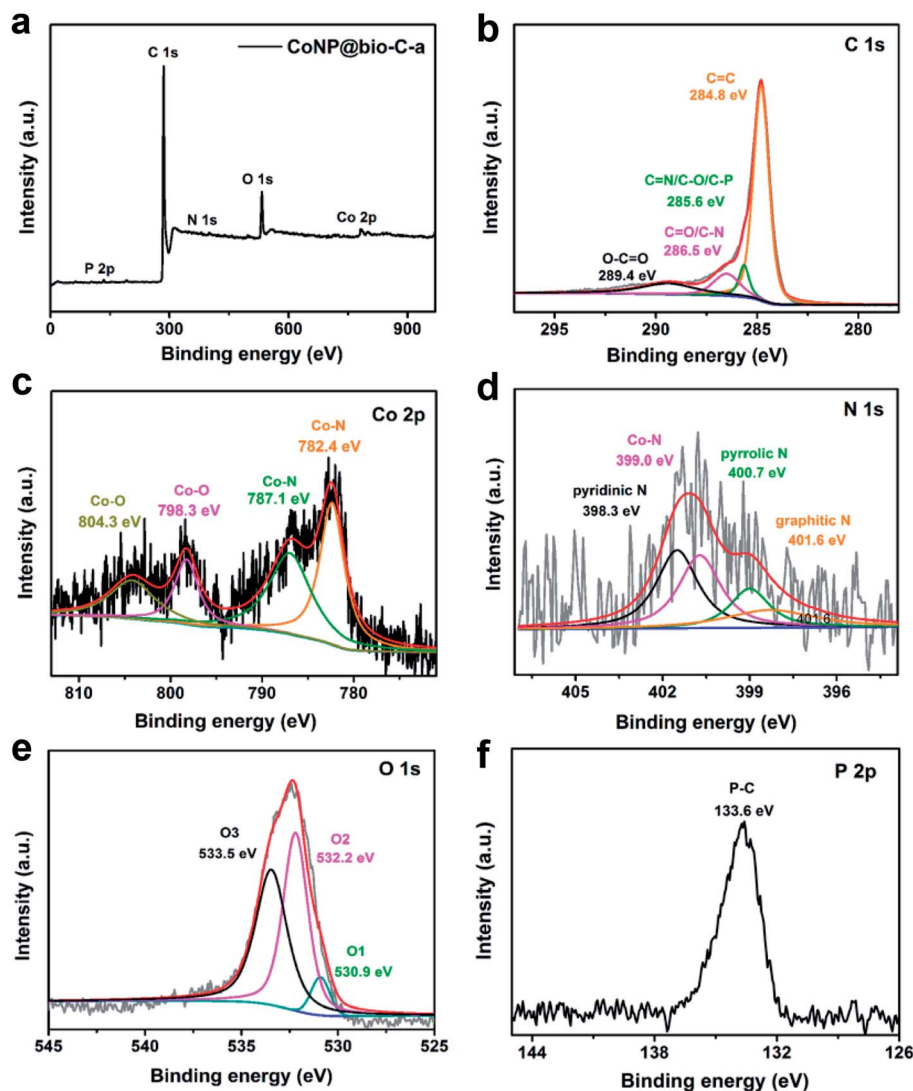 a
CoNP@bio-C-a
C 1s
O 1s
N 1s
Co 2p
P 2p
Intensity (a.u.)
0 300 600 900
Binding energy (eV)
b
C 1s
C=C
284.8 eV
C=N/C-O/C-P
285.6 eV
C=O/C-N
286.5 eV
O-C=O
289.4 eV
Intensity (a.u.)
295 290 285 280
Binding energy (eV)
c
Co 2p
Co-N
782.4 eV
Co-N
787.1 eV
Co-O
798.3 eV
Co-O
804.3 eV
Intensity (a.u.)
810 800 790 780
Binding energy (eV)
d
N 1s
Co-N
399.0 eV
pyrrolic N
400.7 eV
pyridinic N
398.3 eV
graphitic N
401.6 eV
401.6
Intensity (a.u.)
405 402 399 396
Binding energy (eV)
e
O 1s
O3
533.5 eV
O2
532.2 eV
O1
530.9 eV
Intensity (a.u.)
545 540 535 530 525
Binding energy (eV)
f
P 2p
P-C
133.6 eV
Intensity (a.u.)
144 138 132 126
Binding energy (eV)